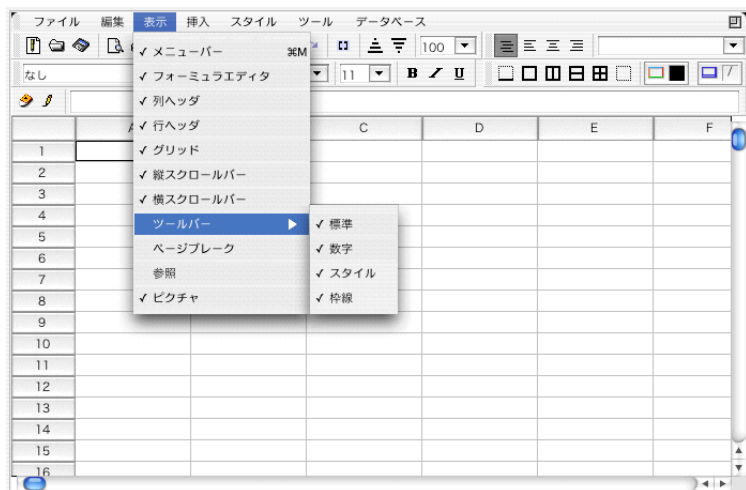 ファイル 編集 表示 挿入 スタイル ツール データベース
100
なし 11 B I U
✓ メニューバー ⌘M
✓ フォーミュラエディタ
✓ 列ヘッダ
✓ 行ヘッダ
✓ グリッド
✓ 縦スクロールバー
✓ 横スクロールバー
ツールバー
ページブレーク
参照
✓ ピクチャ
✓ 標準
✓ 数字
✓ スタイル
✓ 枠線
C D E F
1
2
3
4
5
6
7
8
9
10
11
12
13
14
15
16